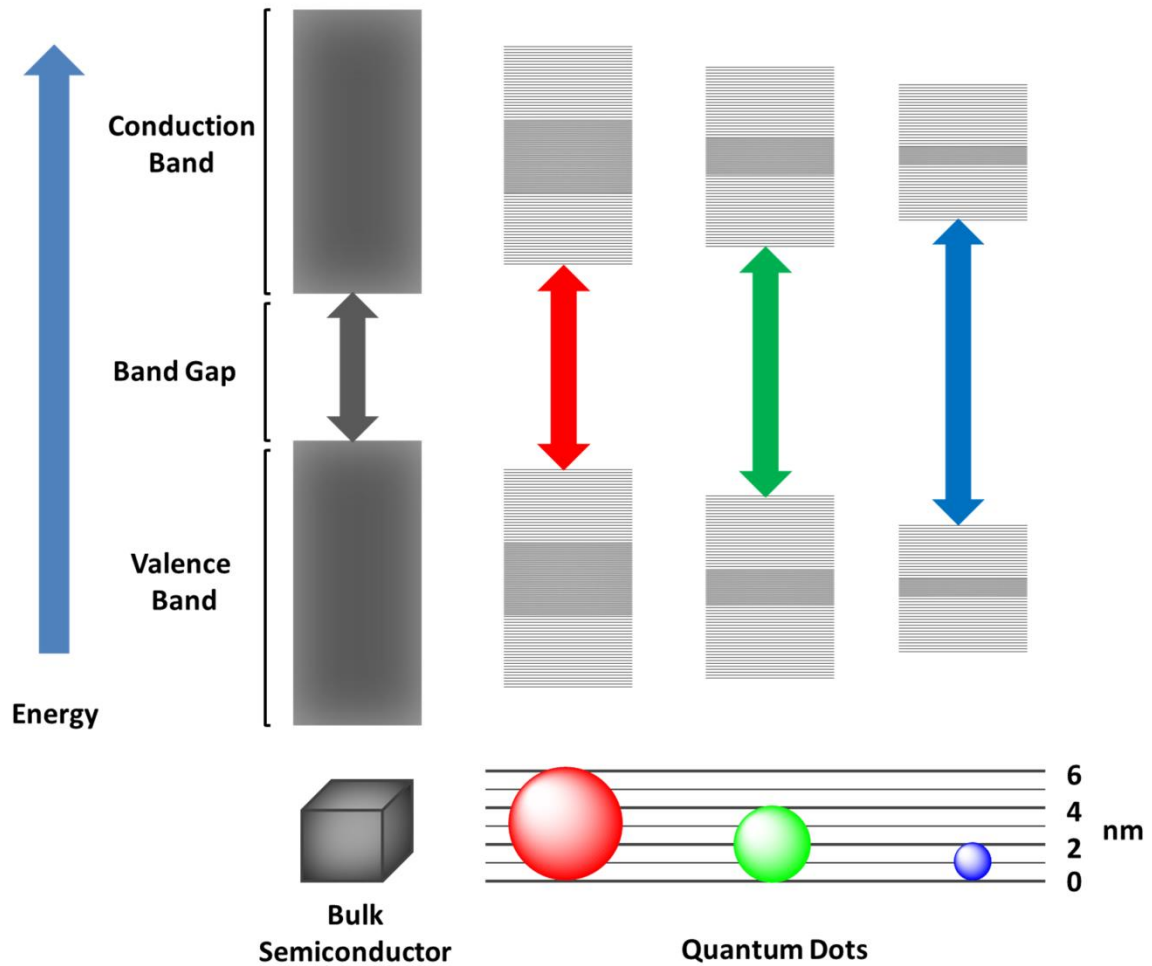 Conduction
Band
Band Gap
Valence
Band
Energy
6
4
nm
2
0
Bulk
Semiconductor
Quantum Dots